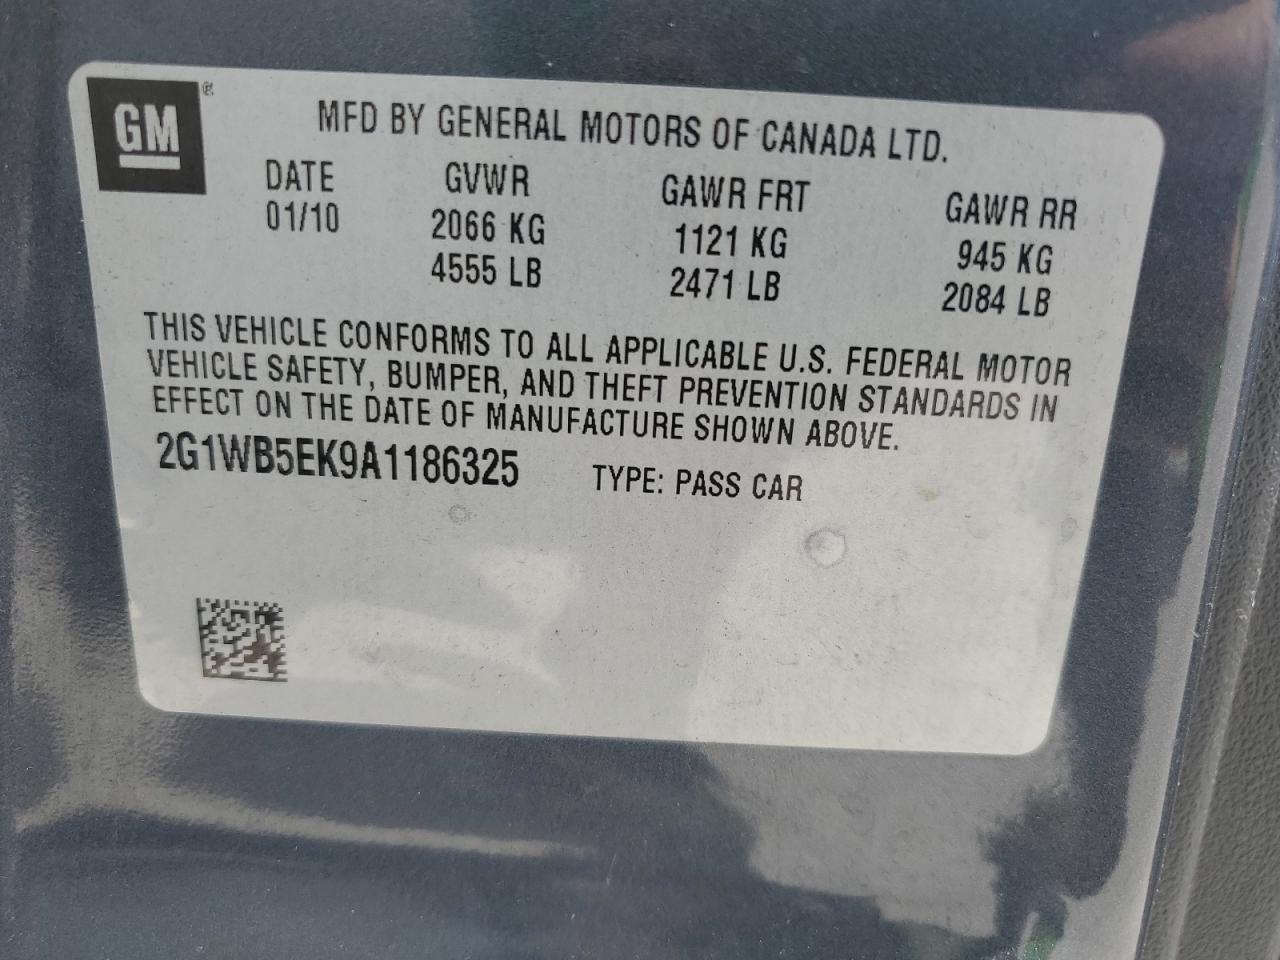 GM ®
MFD BY GENERAL MOTORS OF CANADA LTD.
DATE GVWR GAWR FRT GAWR RR
01/10 2066 KG 1121 KG 945 KG
4555 LB 2471 LB 2084 LB
THIS VEHICLE CONFORMS TO ALL APPLICABLE U.S. FEDERAL MOTOR
VEHICLE SAFETY, BUMPER, AND THEFT PREVENTION STANDARDS IN
EFFECT ON THE DATE OF MANUFACTURE SHOWN ABOVE.
2G1WB5EK9A1186325 TYPE: PASS CAR